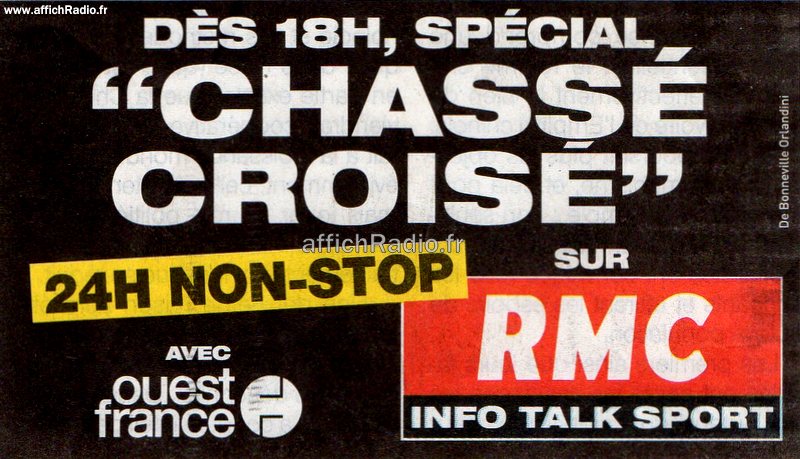 www.affichRadio.fr
DÈS 18H, SPÉCIAL
“CHASSÉ
CROISÉ”
affichRadio.fr
24H NON-STOP
SUR
RMC
INFO TALK SPORT
AVEC
ouest
france
De Bonneville Orlandini